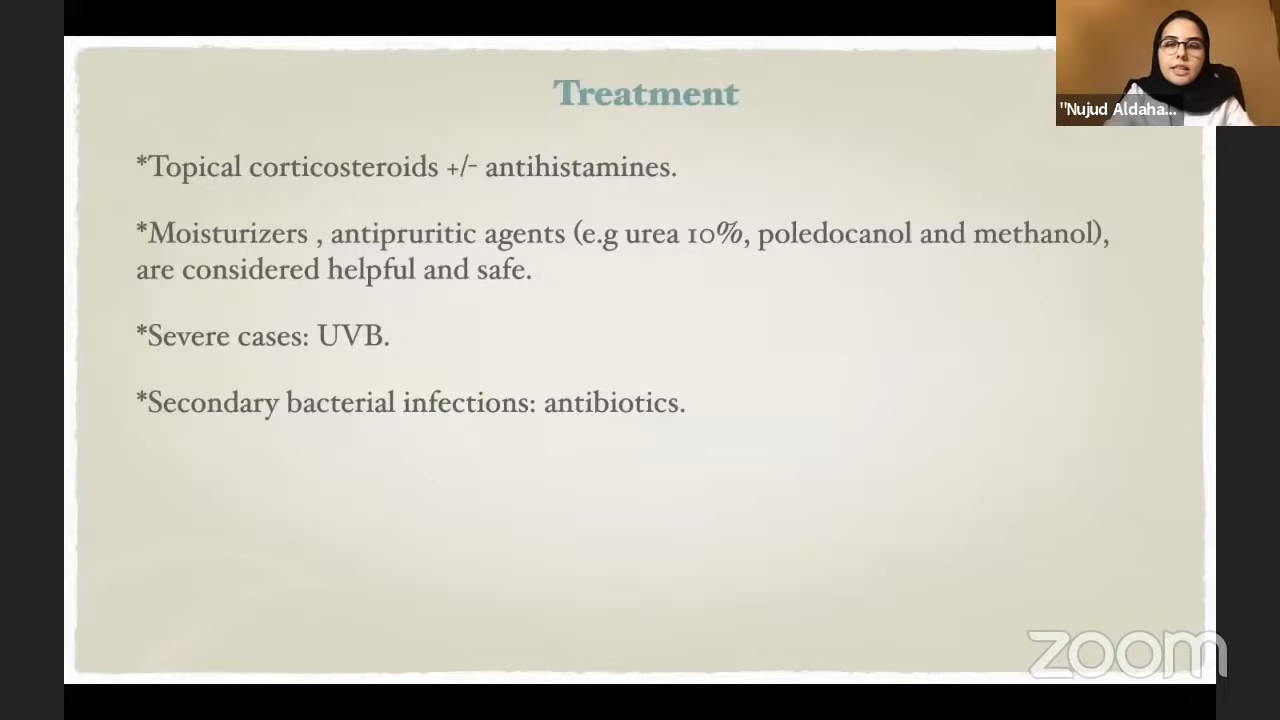 Treatment
"Nujud Aldaha...
*Topical corticosteroids +/- antihistamines.
*Moisturizers , antipruritic agents (e.g urea 10%, poledocanol and methanol),
are considered helpful and safe.
*Severe cases: UVB.
*Secondary bacterial infections: antibiotics.
zoom